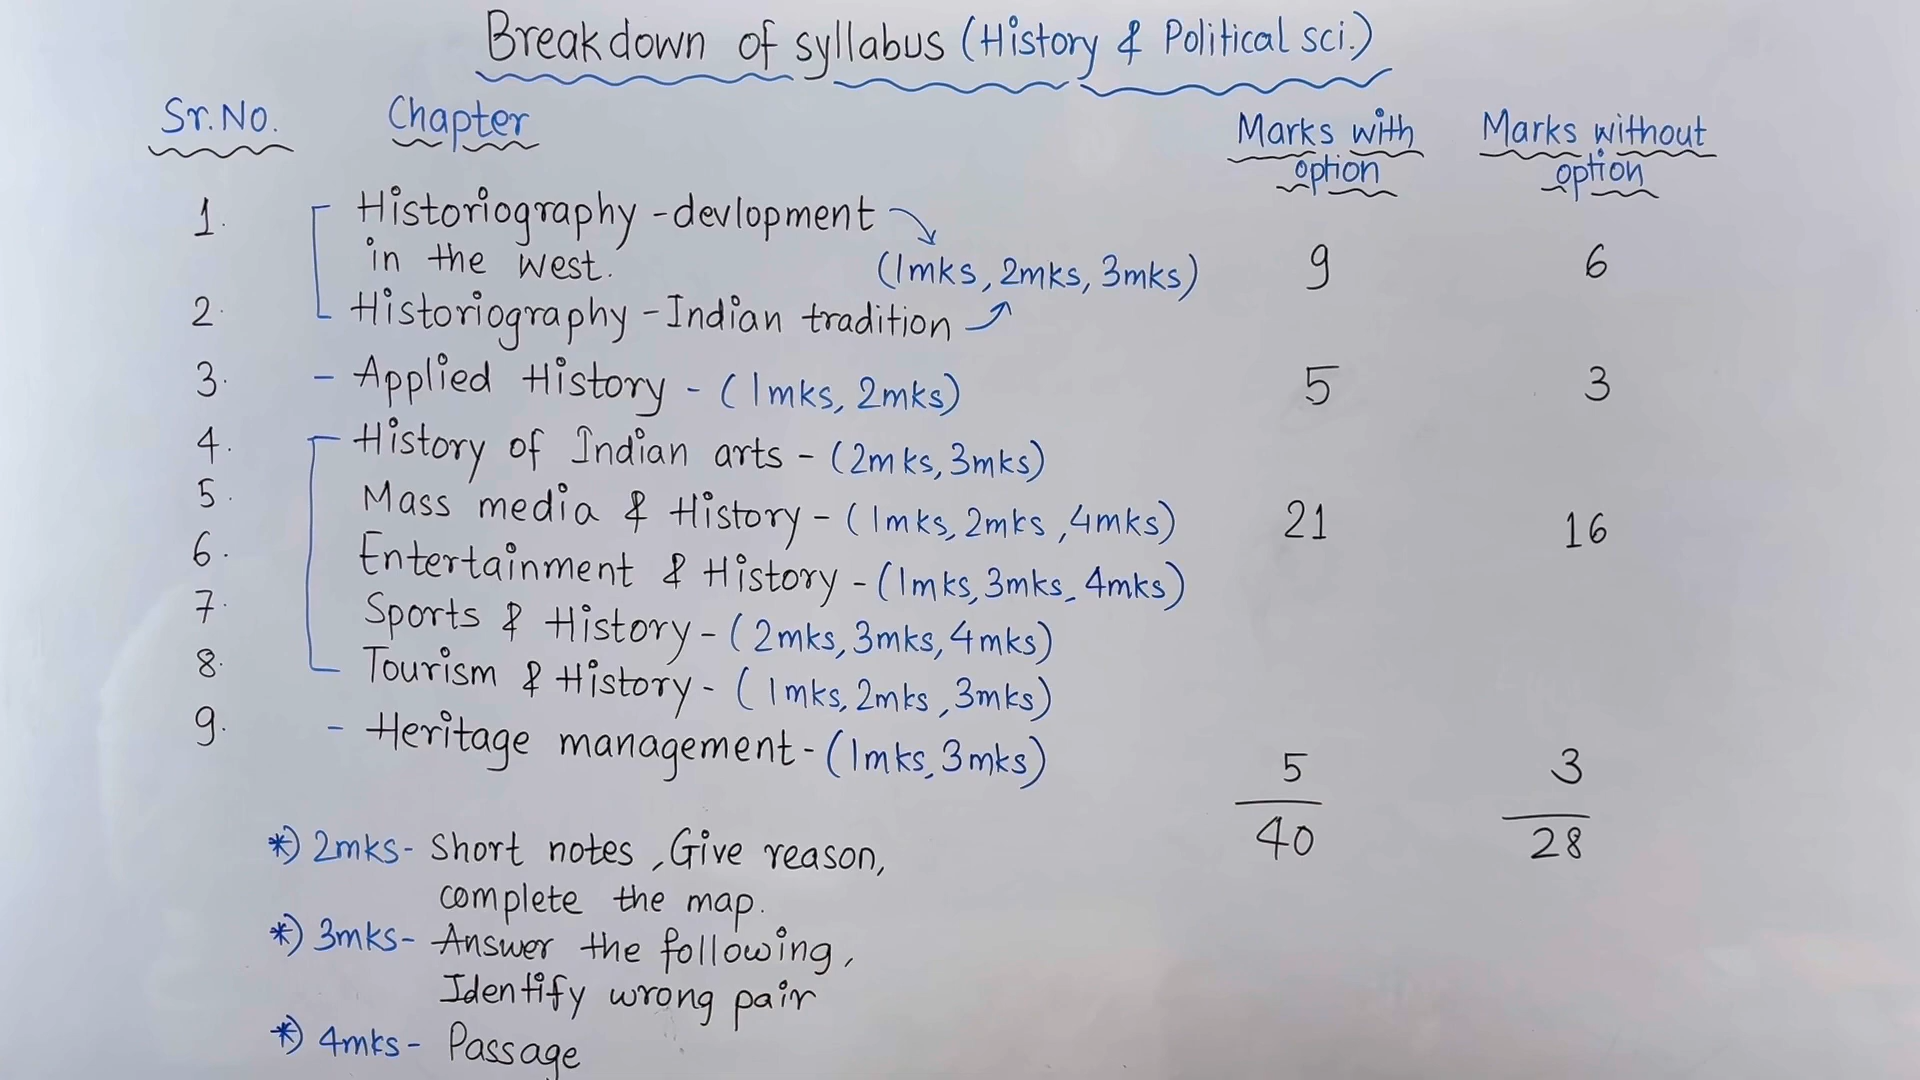 Breakdown of syllabus (History & Political sci.)
Sr. No. Chapter Marks with option Marks without option
1. Historiography - devlopment
in the west. (1mks, 2mks, 3mks) 9 6
2. Historiography - Indian tradition
3. - Applied History - (1mks, 2mks) 5 3
4. History of Indian arts - (2mks, 3mks)
5. Mass media & History - (1mks, 2mks, 4mks) 21 16
6. Entertainment & History - (1mks, 3mks, 4mks)
7. Sports & History - (2mks, 3mks, 4mks)
8. Tourism & History - (1mks, 2mks, 3mks)
9. - Heritage management - (1mks, 3mks) 5 3
40 28
*) 2mks - Short notes, Give reason,
complete the map.
*) 3mks - Answer the following,
Identify wrong pair
*) 4mks - Passage